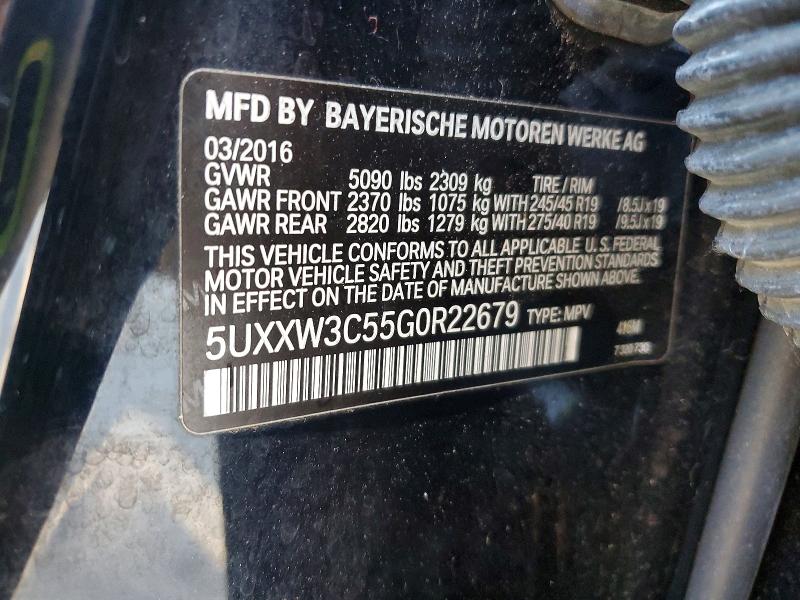 MFD BY BAYERISCHE MOTOREN WERKE AG
03/2016
GVWR 5090 lbs 2309 kg TIRE / RIM
GAWR FRONT 2370 lbs 1075 kg WITH 245/45 R19 /8.5Jx19
GAWR REAR 2820 lbs 1279 kg WITH 275/40 R19 /9.5Jx19
THIS VEHICLE CONFORMS TO ALL APPLICABLE U.S. FEDERAL
MOTOR VEHICLE SAFETY AND THEFT PREVENTION STANDARDS
IN EFFECT ON THE DATE OF MANUFACTURE SHOWN ABOVE.
5UXXW3C55G0R22679 TYPE: MPV